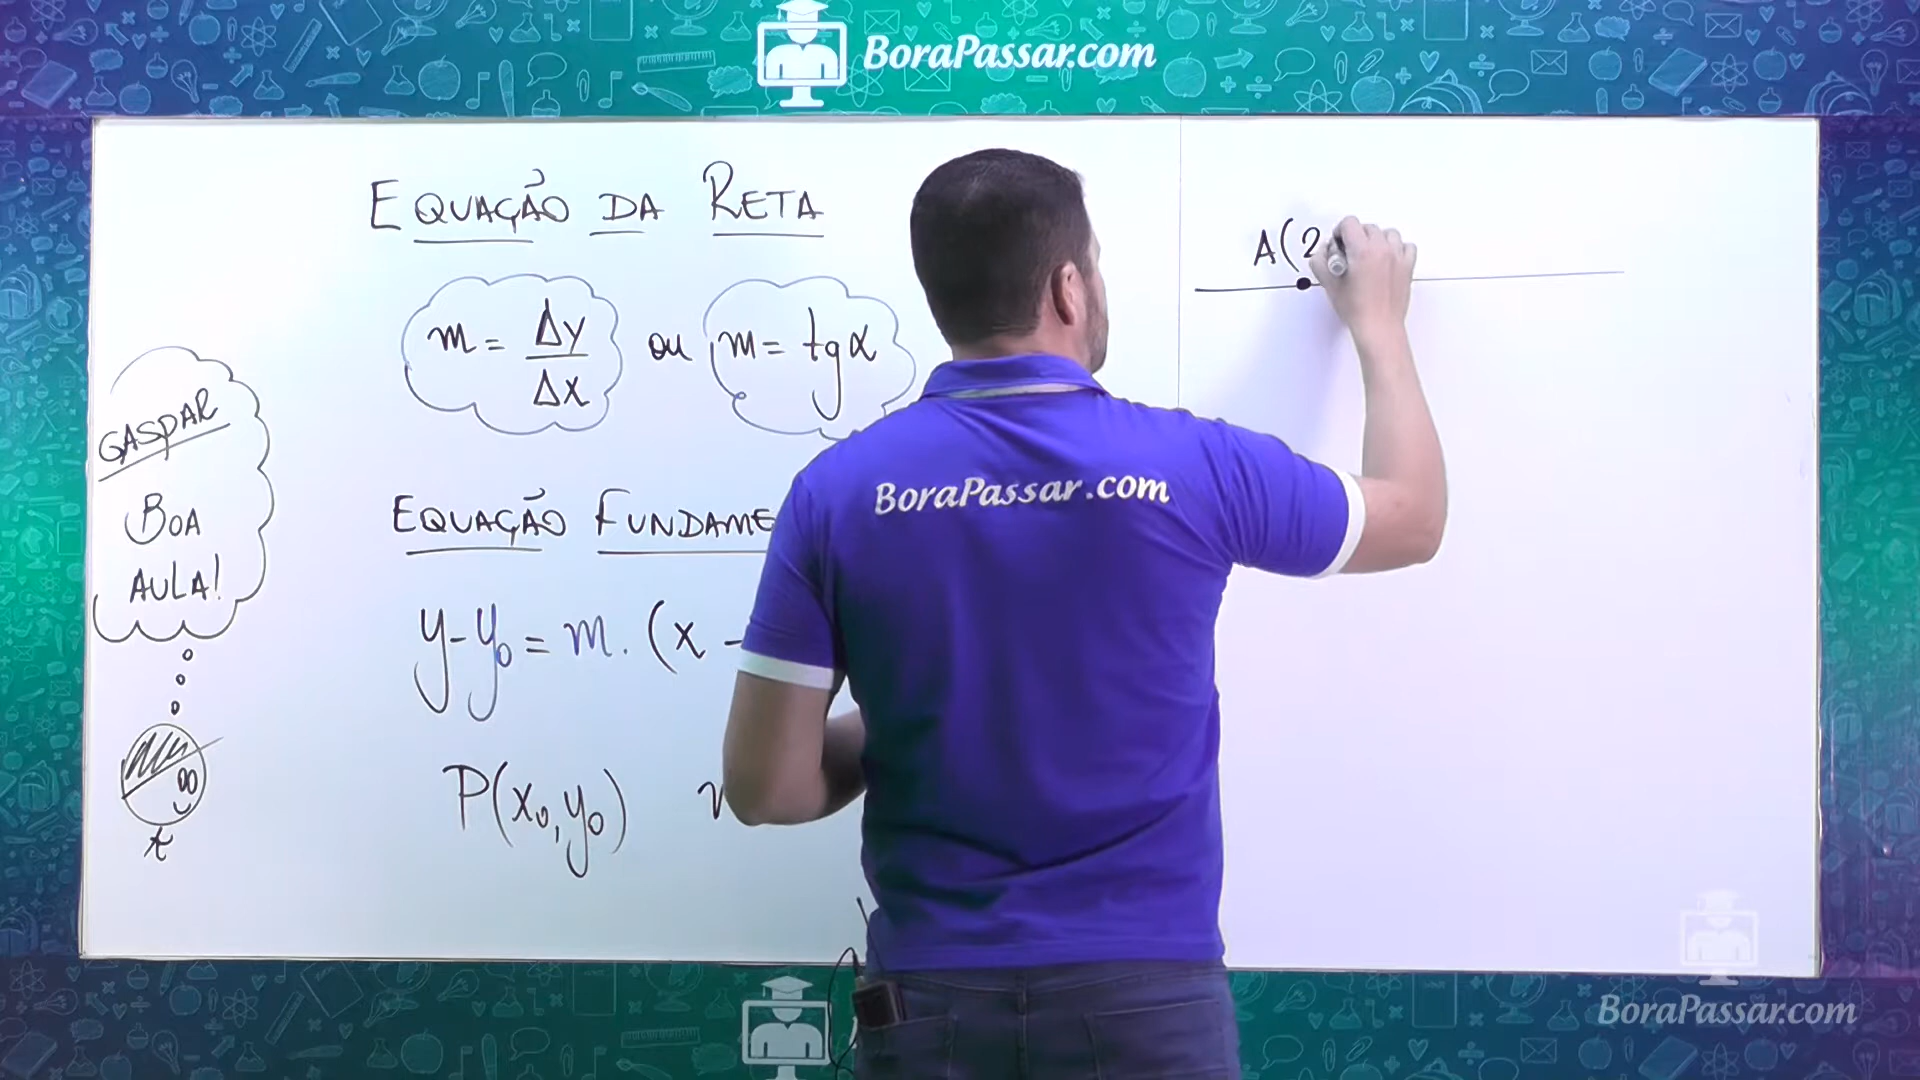 BoraPassar.com
EQUAÇÃO DA RETA
m = Δy/Δx ou m = tgα
GASPAR
BOA
AULA!
EQUAÇÃO FUNDAME
y - y₀ = m . (x -
P(x₀, y₀)
A(2
BoraPassar.com
BoraPassar.com